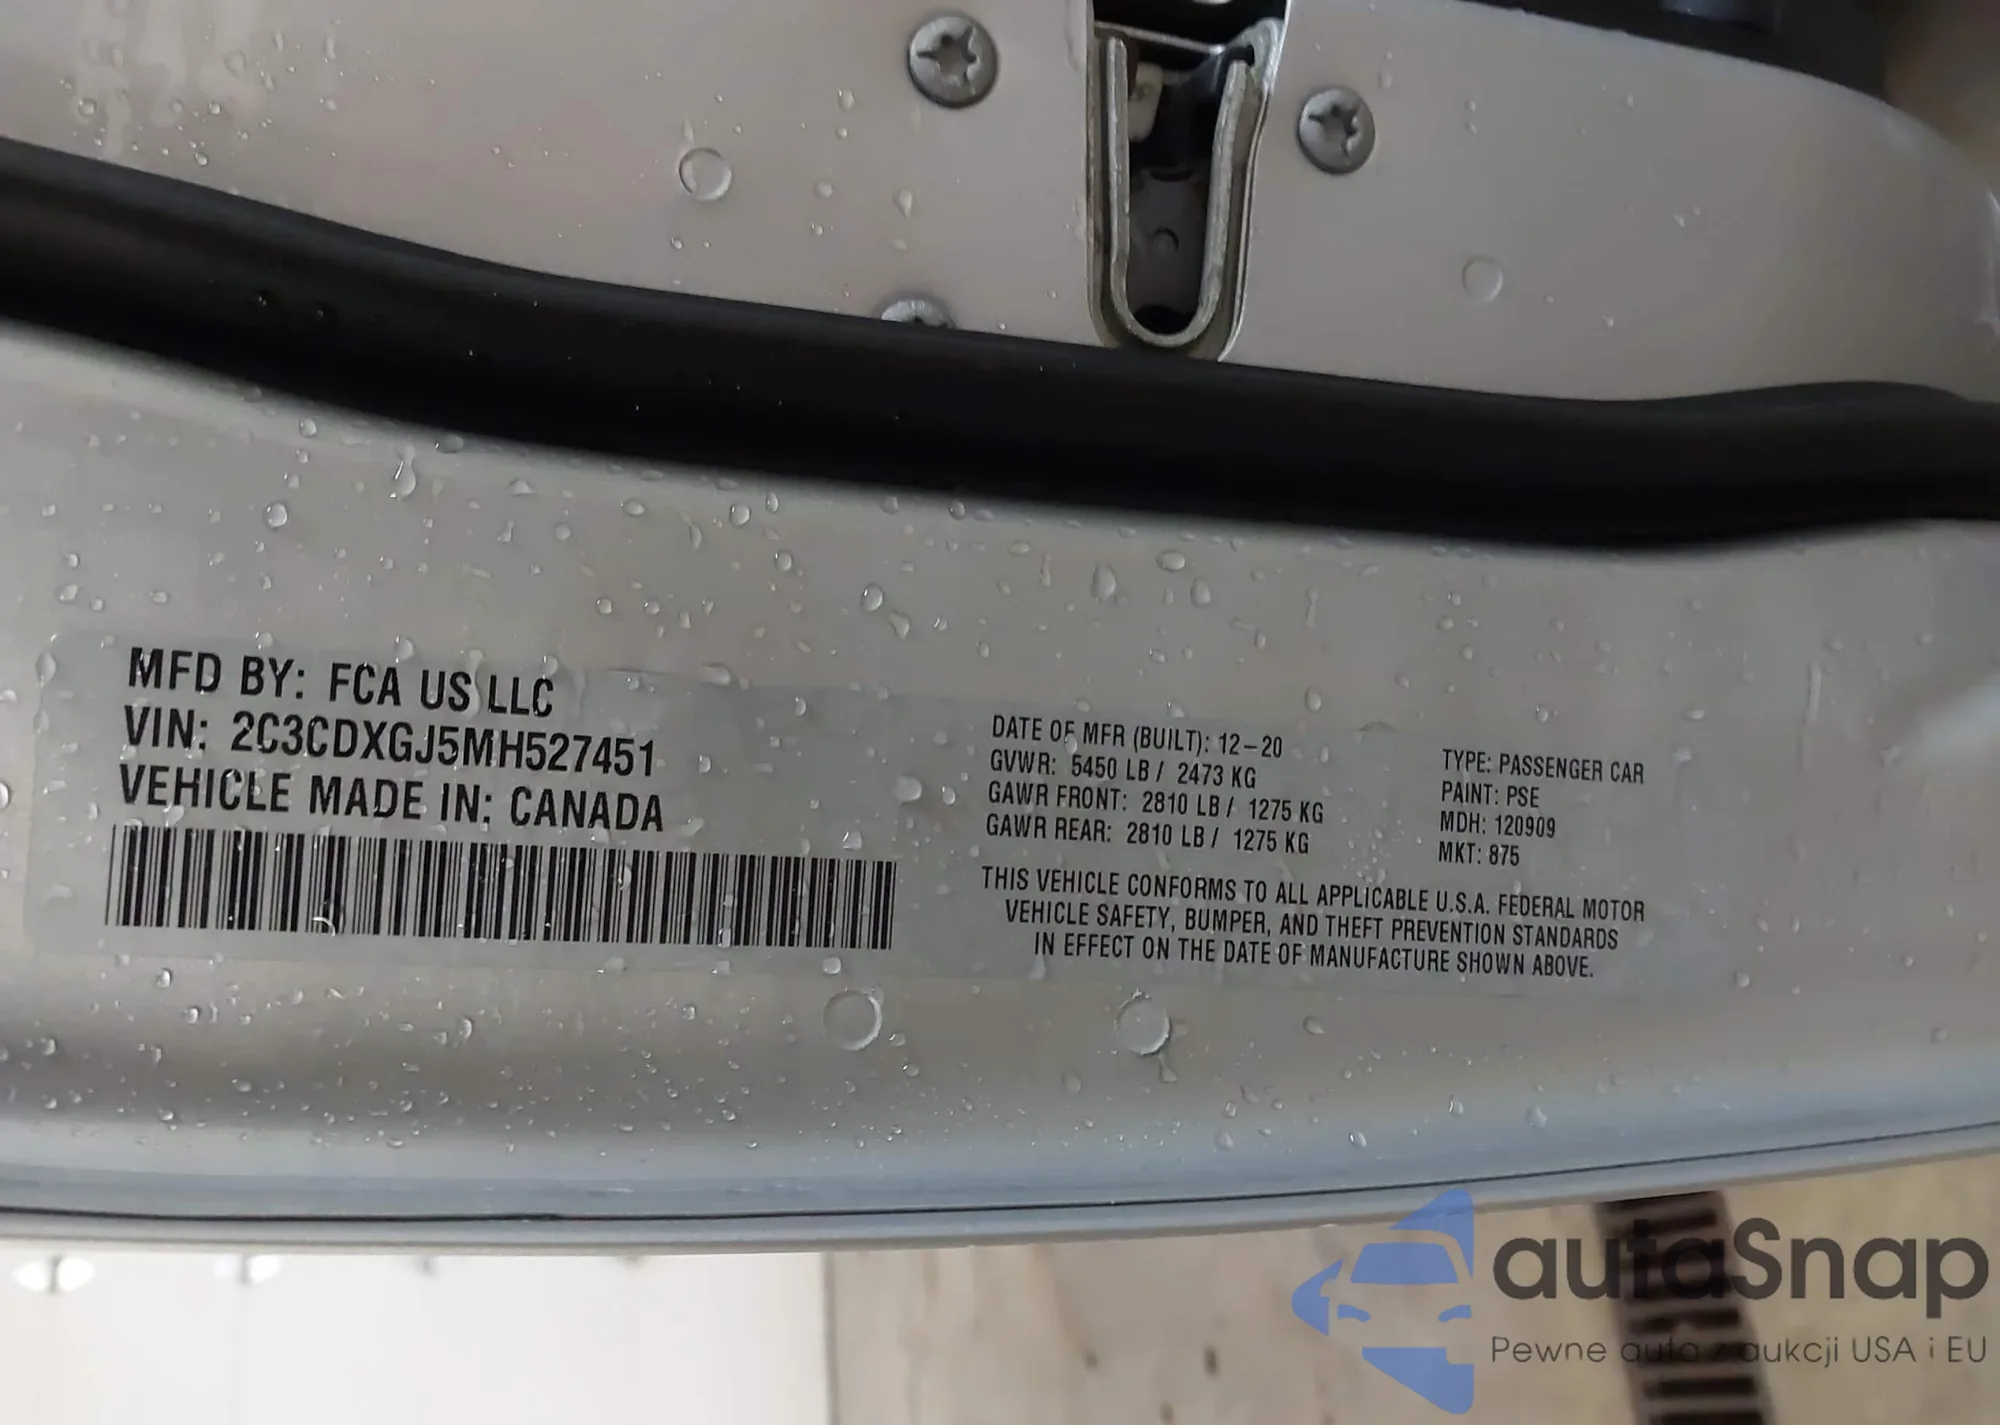 MFD BY: FCA US LLC
VIN: 2C3CDXGJ5MH527451
VEHICLE MADE IN: CANADA
DATE OF MFR (BUILT): 12-20
GVWR: 5450 LB / 2473 KG
GAWR FRONT: 2810 LB / 1275 KG
GAWR REAR: 2810 LB / 1275 KG
TYPE: PASSENGER CAR
PAINT: PSE
MDH: 120909
MKT: 875
THIS VEHICLE CONFORMS TO ALL APPLICABLE U.S.A. FEDERAL MOTOR
VEHICLE SAFETY, BUMPER, AND THEFT PREVENTION STANDARDS
IN EFFECT ON THE DATE OF MANUFACTURE SHOWN ABOVE.
autaSnap
Pewne auta z aukcji USA i EU